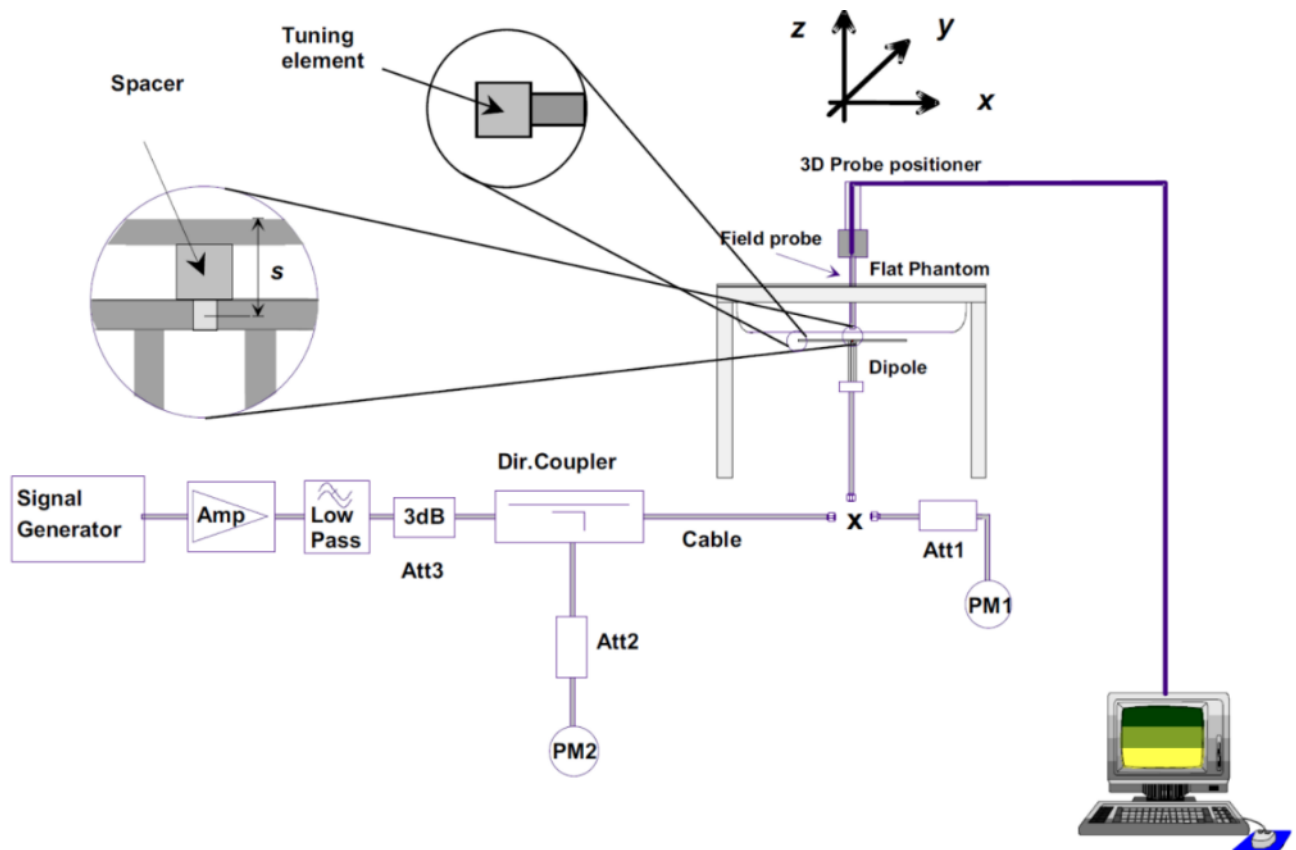 Tuning
element
Spacer
z
y
x
3D Probe positioner
Field probe
Flat Phantom
s
Dipole
Dir.Coupler
Signal
Generator
Amp
Low
Pass
3dB
Att3
Cable
x
Att1
PM1
Att2
PM2